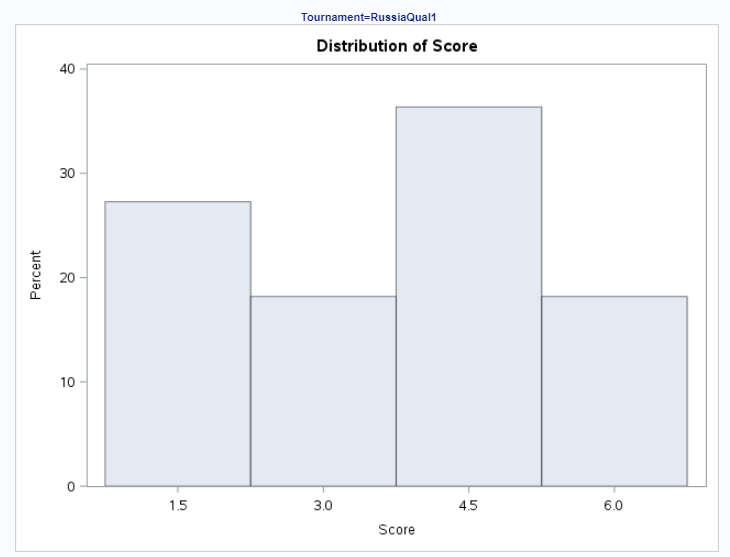 Tournament=RussiaQual1
Distribution of Score
40
30
20
10
0
Percent
1.5 3.0 4.5 6.0
Score